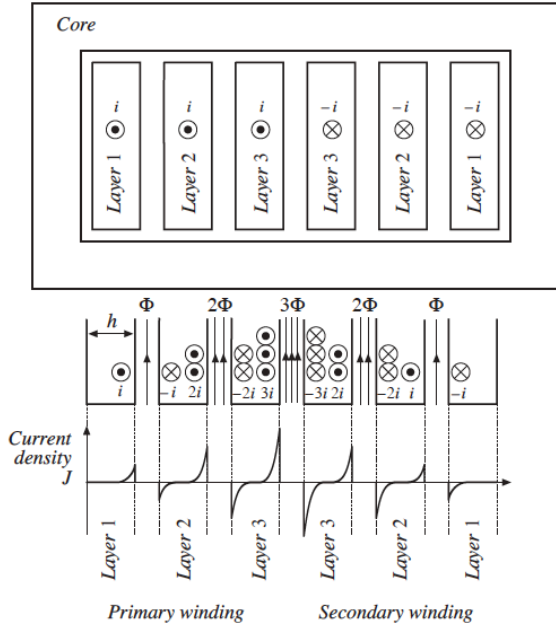 Core
i i i −i −i −i
Layer 1 Layer 2 Layer 3 Layer 3 Layer 2 Layer 1
Φ 2Φ 3Φ 2Φ Φ
h
i −i 2i −2i 3i −3i 2i −2i i −i
Current
density
J
Layer 1 Layer 2 Layer 3 Layer 3 Layer 2 Layer 1
Primary winding Secondary winding